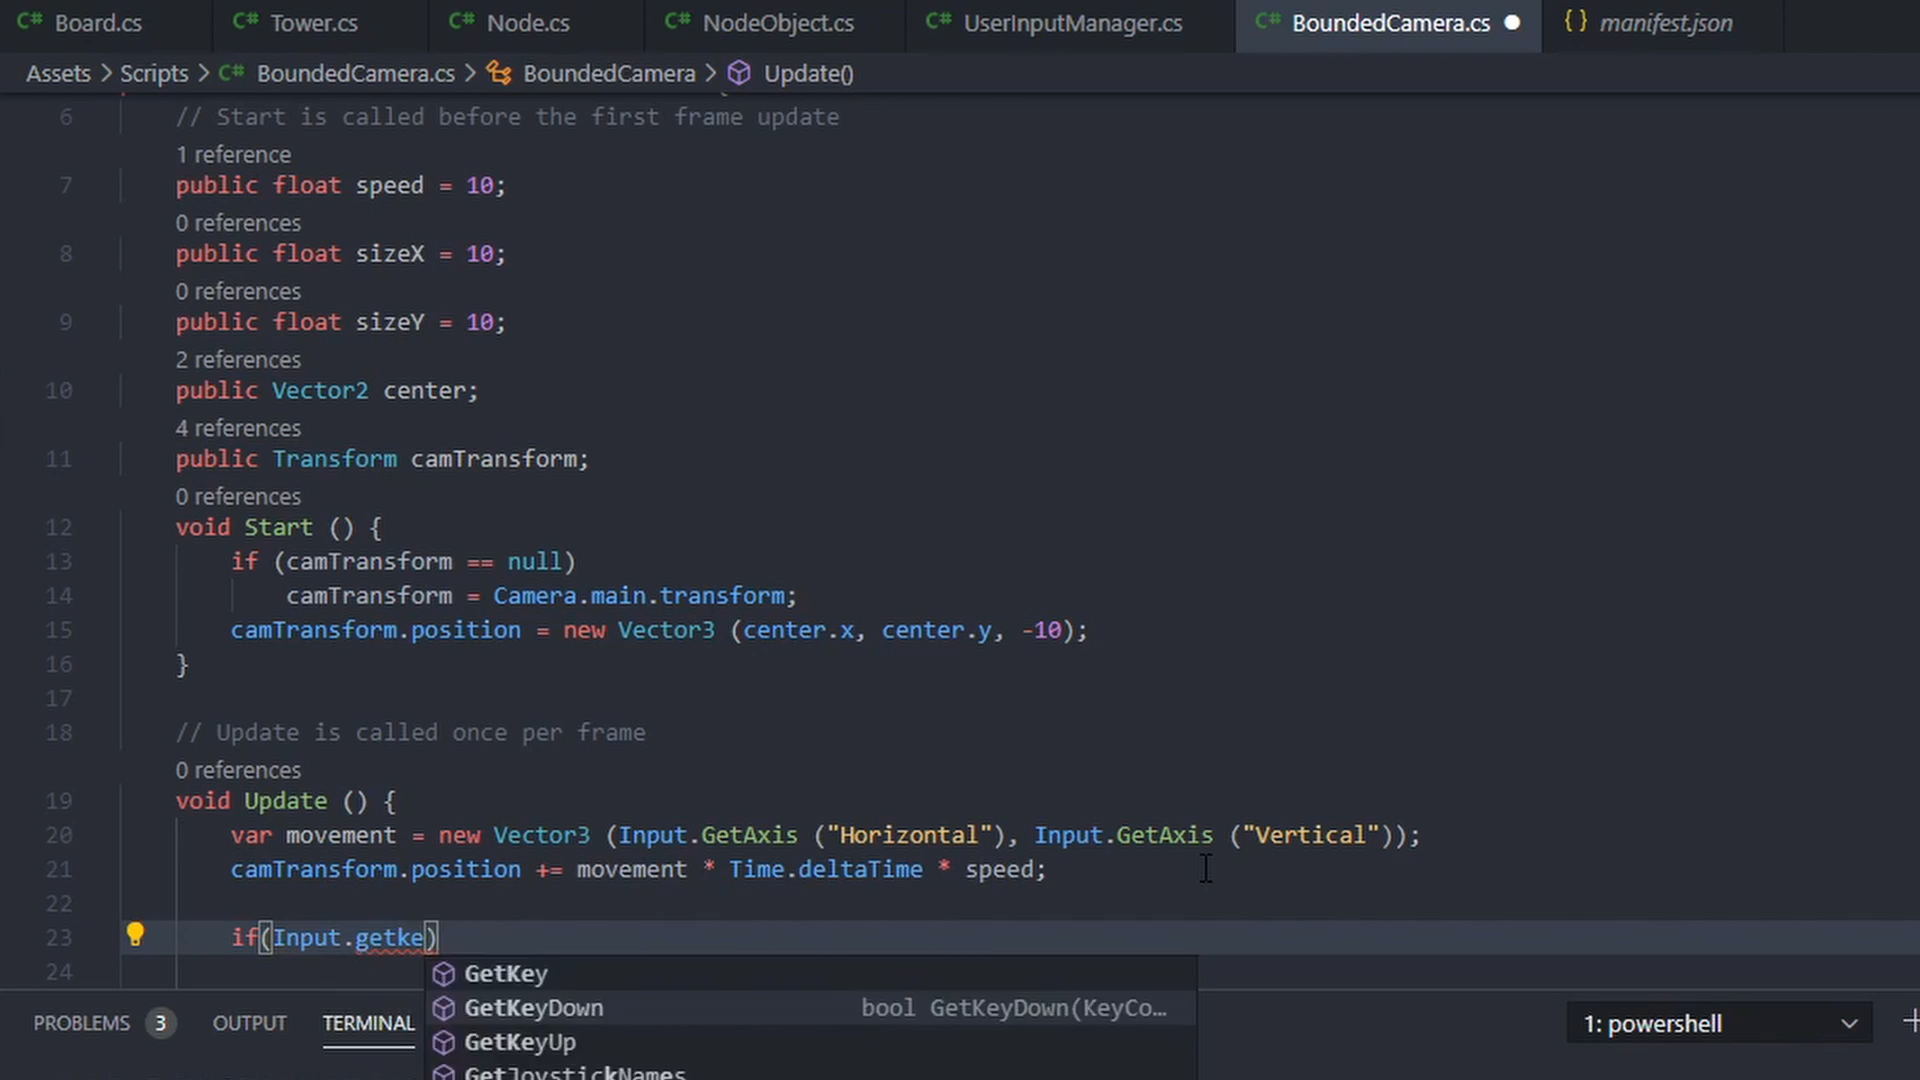 C# Board.cs C# Tower.cs C# Node.cs C# NodeObject.cs C# UserInputManager.cs C# BoundedCamera.cs {} manifest.json
Assets > Scripts > C# BoundedCamera.cs > BoundedCamera > Update()
6 // Start is called before the first frame update
1 reference
7 public float speed = 10;
0 references
8 public float sizeX = 10;
0 references
9 public float sizeY = 10;
2 references
10 public Vector2 center;
4 references
11 public Transform camTransform;
0 references
12 void Start () {
13 if (camTransform == null)
14 camTransform = Camera.main.transform;
15 camTransform.position = new Vector3 (center.x, center.y, -10);
16 }
17
18 // Update is called once per frame
0 references
19 void Update () {
20 var movement = new Vector3 (Input.GetAxis ("Horizontal"), Input.GetAxis ("Vertical"));
21 camTransform.position += movement * Time.deltaTime * speed;
22
23 if(Input.getke)
24
GetKey
GetKeyDown bool GetKeyDown(KeyCo…
GetKeyUp
GetJoystickNames
PROBLEMS 3 OUTPUT TERMINAL 1: powershell